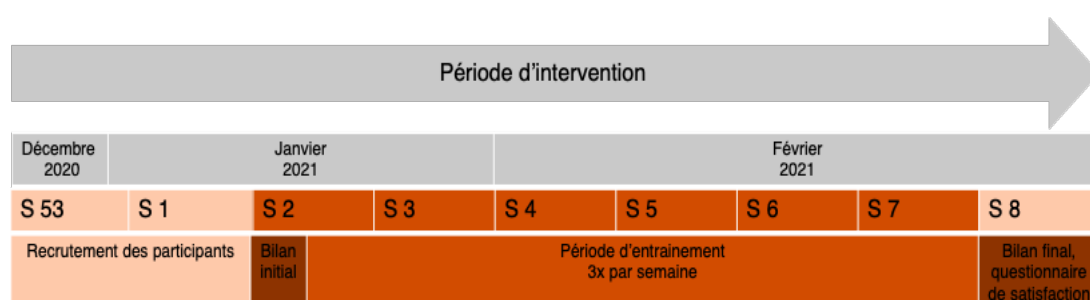 Période d'intervention
Décembre
2020
Janvier
2021
Février
2021
S 53
S 1
S 2
S 3
S 4
S 5
S 6
S 7
S 8
Recrutement des participants
Bilan
initial
Période d'entrainement
3x par semaine
Bilan final,
questionnaire
de satisfaction